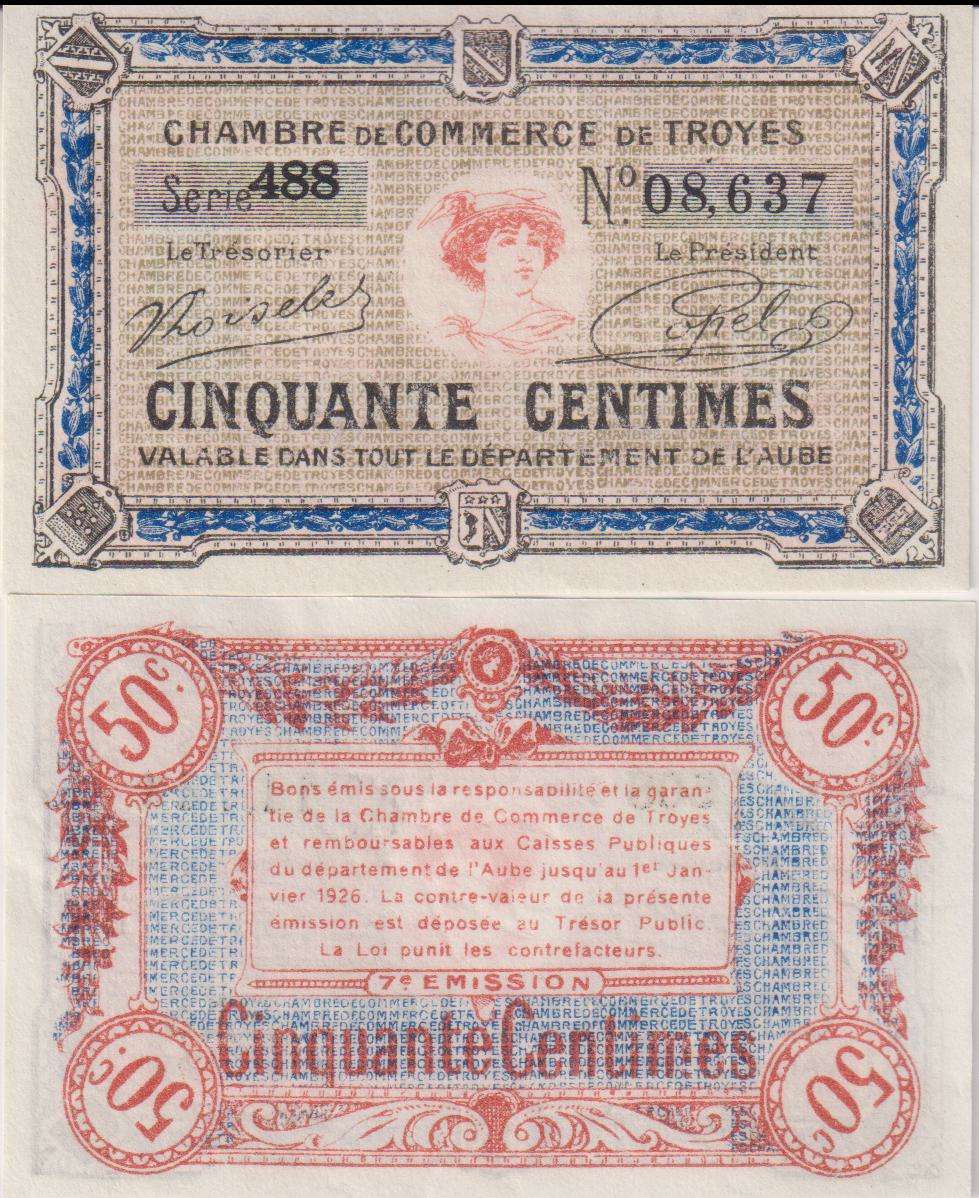 CHAMBRE DE COMMERCE DE TROYES
Serie 488 No. 08,637
Le Trésorier Le Président
CINQUANTE CENTIMES
VALABLE DANS TOUT LE DÉPARTEMENT DE L'AUBE
50c. 50c.
Bons émis sous la responsabilité et la garan-
tie de la Chambre de Commerce de Troyes
et remboursables aux Caisses Publiques
du département de l'Aube jusqu'au 1er Jan-
vier 1926. La contre-valeur de la présente
émission est déposée au Trésor Public.
La Loi punit les contrefacteurs.
7e EMISSION
Cinquante Centimes
50c. 50c